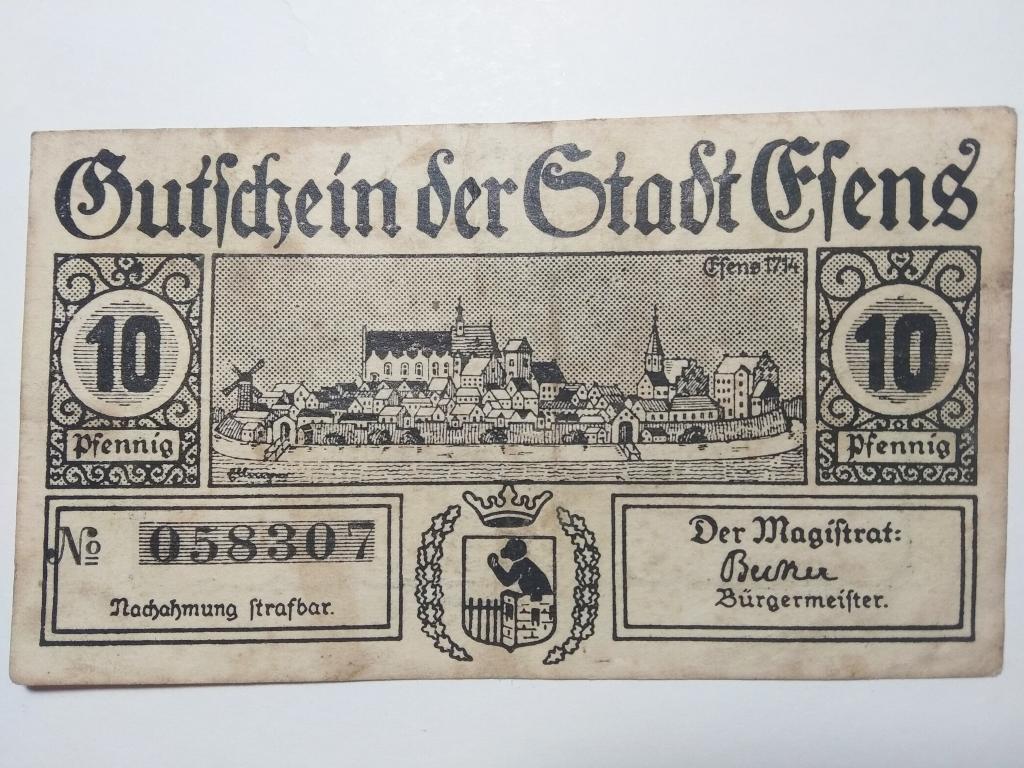 Gutschein der Stadt Esens
Esens 1714
10
10
Pfennig
Pfennig
No 058307
Nachahmung strafbar.
Der Magistrat:
Becker
Bürgermeister.